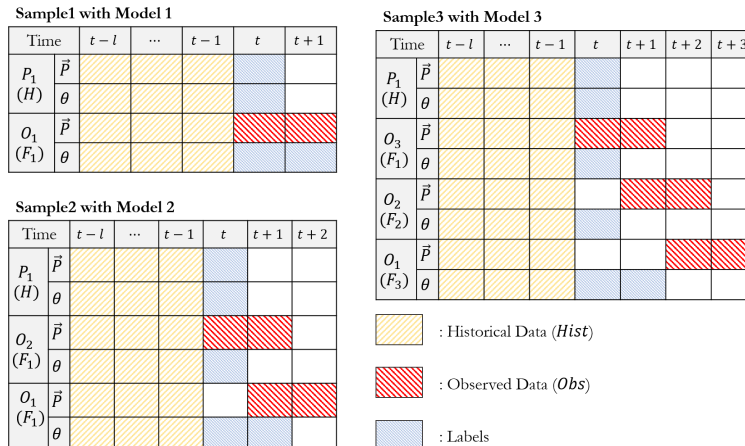 Sample1 with Model 1
Time t − l ⋯ t − 1 t t + 1
P₁ (H) P⃗
θ
O₁ (F₁) P⃗
θ
Sample2 with Model 2
Time t − l ⋯ t − 1 t t + 1 t + 2
P₁ (H) P⃗
θ
O₂ (F₁) P⃗
θ
O₁ (F₁) P⃗
θ
Sample3 with Model 3
Time t − l ⋯ t − 1 t t + 1 t + 2 t + 3
P₁ (H) P⃗
θ
O₃ (F₁) P⃗
θ
O₂ (F₂) P⃗
θ
O₁ (F₃) P⃗
θ
: Historical Data (Hist)
: Observed Data (Obs)
: Labels